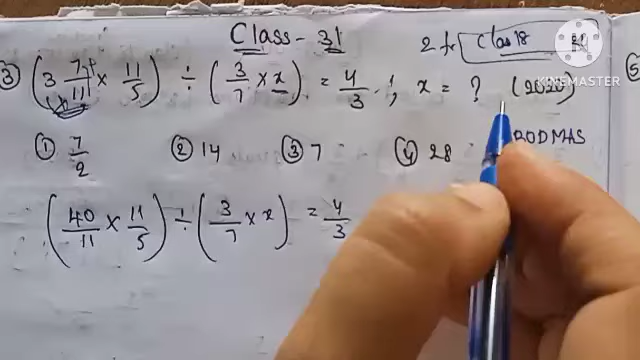 Class - 31
2 fr Class 18
③ (3 7/11 × 11/5) ÷ (3/7 × x) = 4/3 ; x = ? (2020)
KINEMASTER
① 7/2 ② 14 ③ 7 ④ 28 BODMAS
(40/11 × 11/5) ÷ (3/7 × x) = 4/3